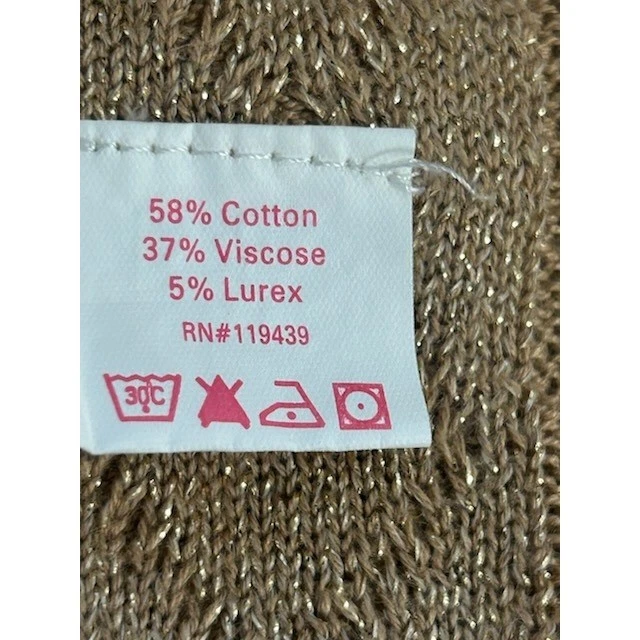 58% Cotton
37% Viscose
5% Lurex
RN#119439
30C